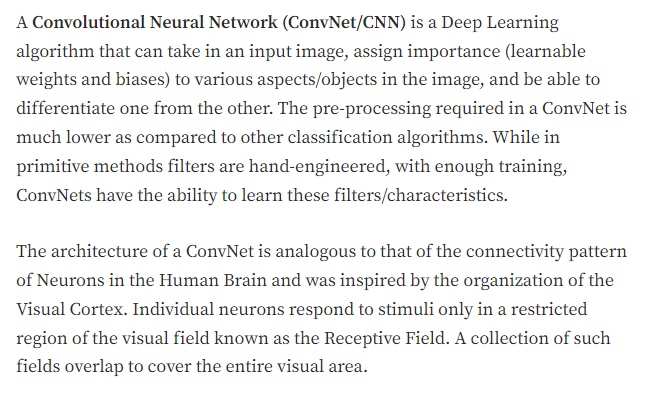 A Convolutional Neural Network (ConvNet/CNN) is a Deep Learning
algorithm that can take in an input image, assign importance (learnable
weights and biases) to various aspects/objects in the image, and be able to
differentiate one from the other. The pre-processing required in a ConvNet is
much lower as compared to other classification algorithms. While in
primitive methods filters are hand-engineered, with enough training,
ConvNets have the ability to learn these filters/characteristics.
The architecture of a ConvNet is analogous to that of the connectivity pattern
of Neurons in the Human Brain and was inspired by the organization of the
Visual Cortex. Individual neurons respond to stimuli only in a restricted
region of the visual field known as the Receptive Field. A collection of such
fields overlap to cover the entire visual area.